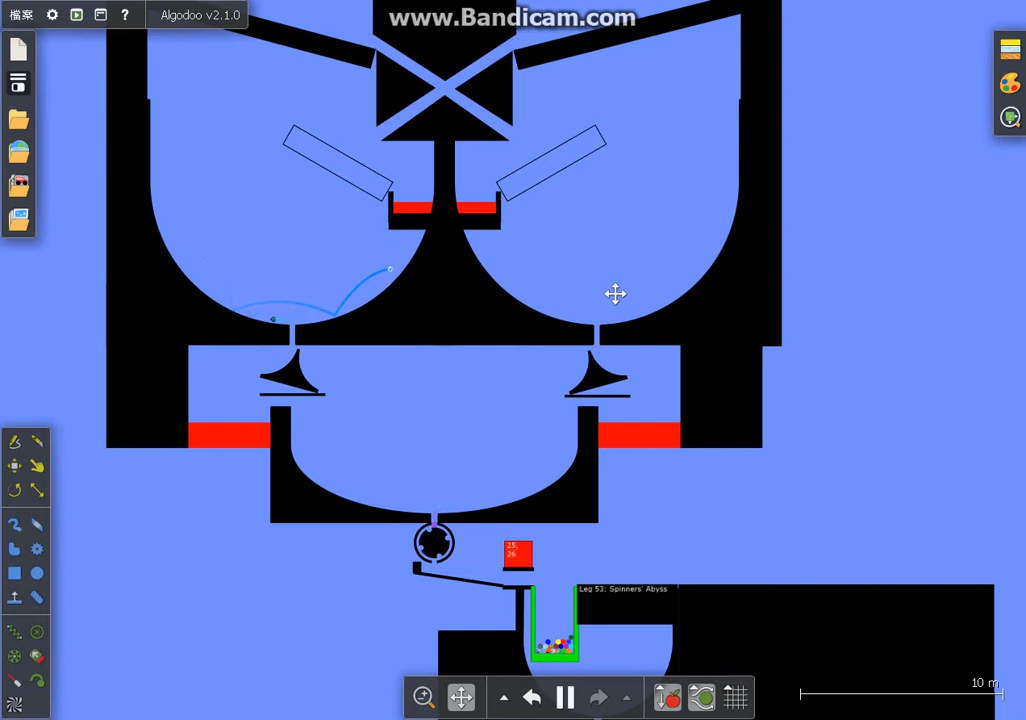 www.Bandicam.com
檔案
?
Algodoo v2.1.0
25,
26
Leg 53: Spinners' Abyss
10 m